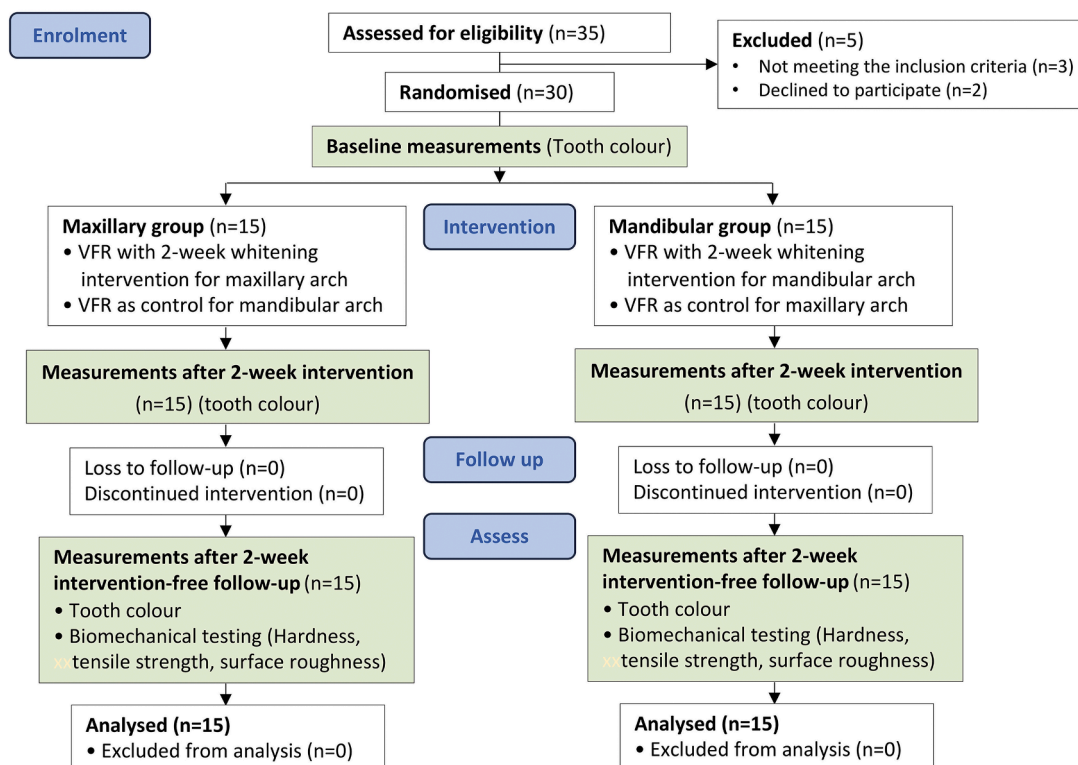 Enrolment
Assessed for eligibility (n=35)
Excluded (n=5)
• Not meeting the inclusion criteria (n=3)
• Declined to participate (n=2)
Randomised (n=30)
Baseline measurements (Tooth colour)
Intervention
Maxillary group (n=15)
• VFR with 2-week whitening
intervention for maxillary arch
• VFR as control for mandibular arch
Mandibular group (n=15)
• VFR with 2-week whitening
intervention for mandibular arch
• VFR as control for maxillary arch
Measurements after 2-week intervention
(n=15) (tooth colour)
Measurements after 2-week intervention
(n=15) (tooth colour)
Follow up
Loss to follow-up (n=0)
Discontinued intervention (n=0)
Loss to follow-up (n=0)
Discontinued intervention (n=0)
Assess
Measurements after 2-week
intervention-free follow-up (n=15)
• Tooth colour
• Biomechanical testing (Hardness,
xxtensile strength, surface roughness)
Measurements after 2-week
intervention-free follow-up (n=15)
• Tooth colour
• Biomechanical testing (Hardness,
xxtensile strength, surface roughness)
Analysed (n=15)
• Excluded from analysis (n=0)
Analysed (n=15)
• Excluded from analysis (n=0)